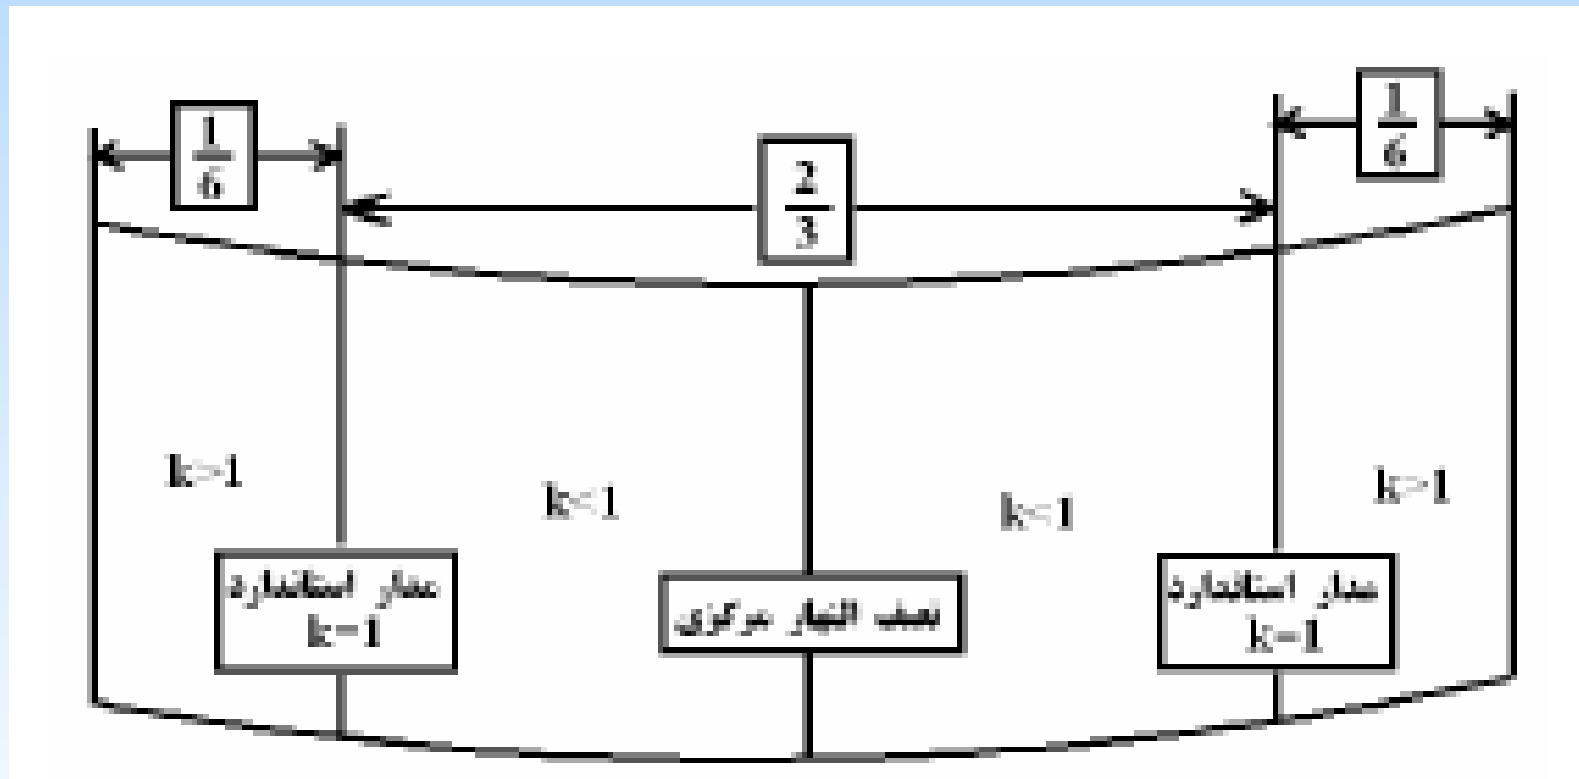 1/6
2/3
1/6
k>1
k<1
k<1
k>1
مدار استاندارد
k=1
نصف النهار مرکزی
مدار استاندارد
k=1